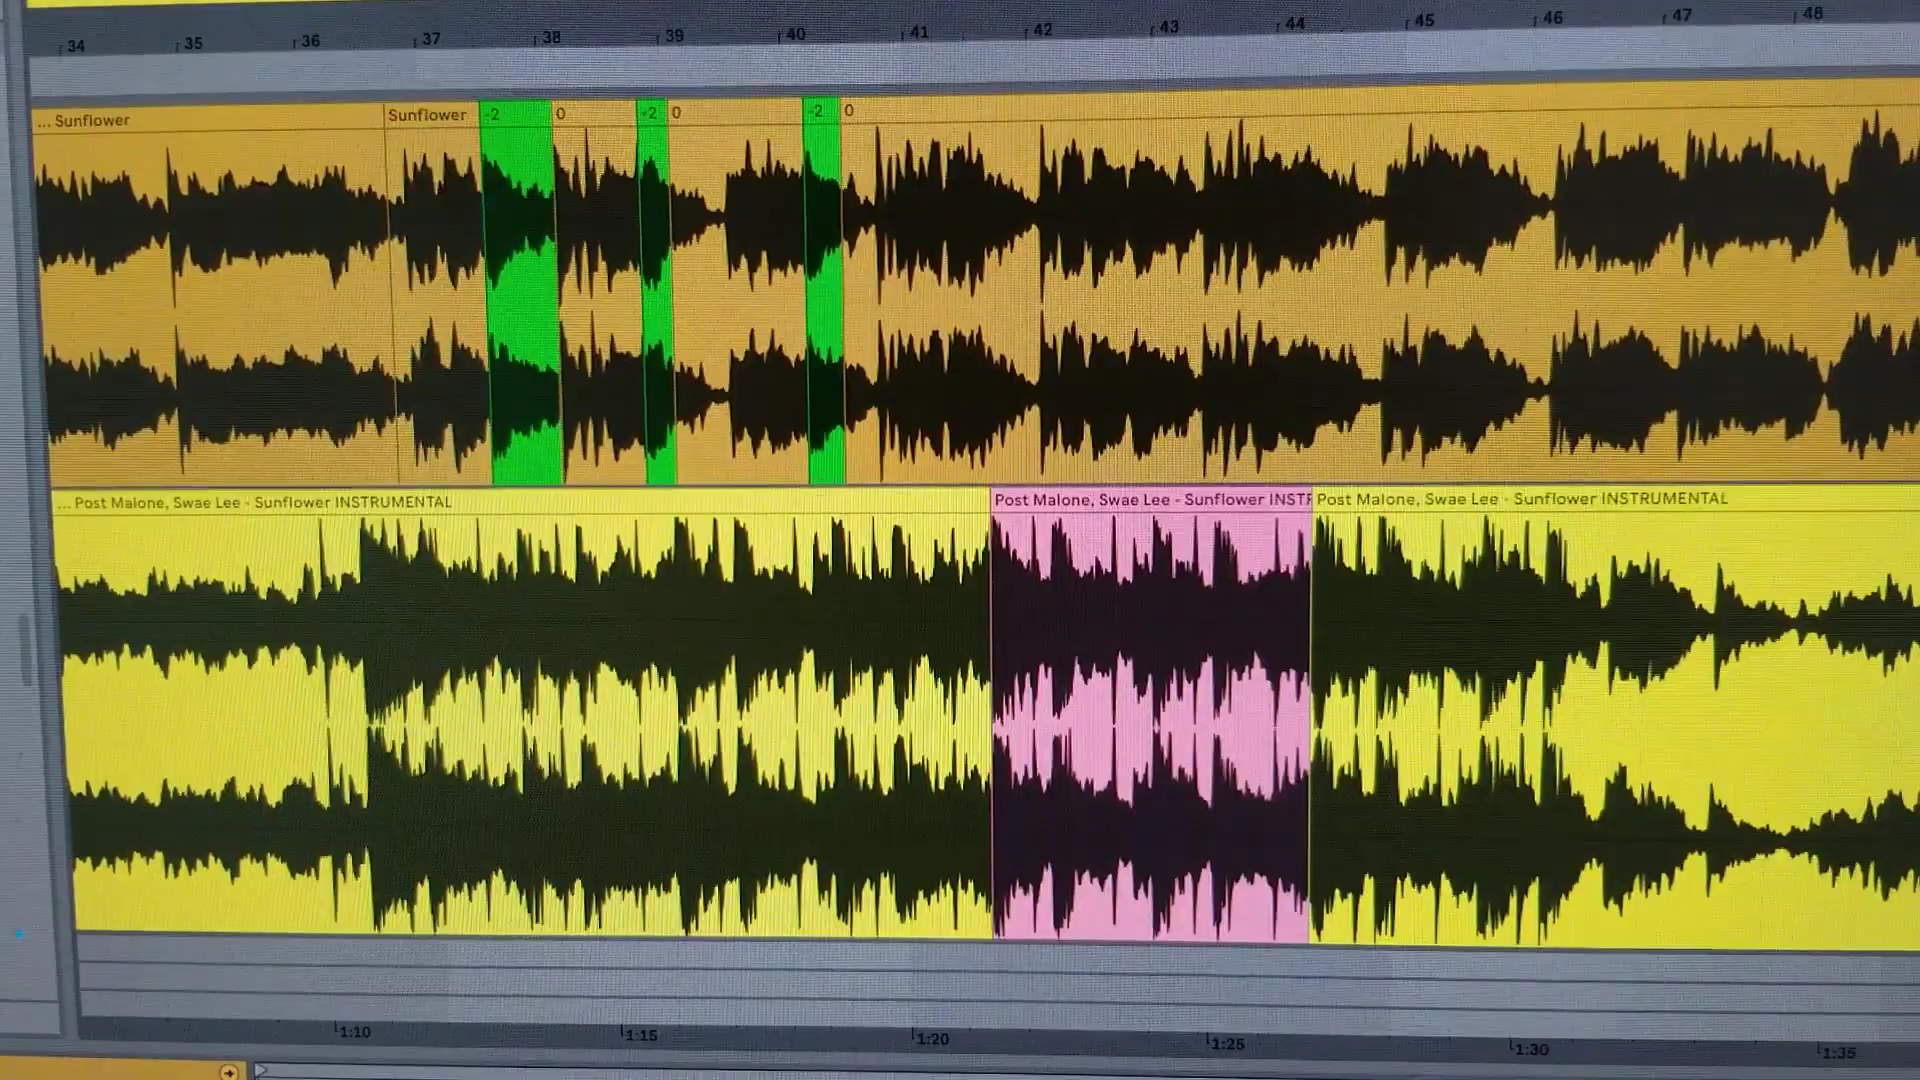 34 35 36 37 38 39 40 41 42 43 44 45 46 47 48
... Sunflower Sunflower -2 0 -2 0 -2 0
... Post Malone, Swae Lee - Sunflower INSTRUMENTAL Post Malone, Swae Lee - Sunflower INSTR Post Malone, Swae Lee - Sunflower INSTRUMENTAL
1:10 1:15 1:20 1:25 1:30 1:35